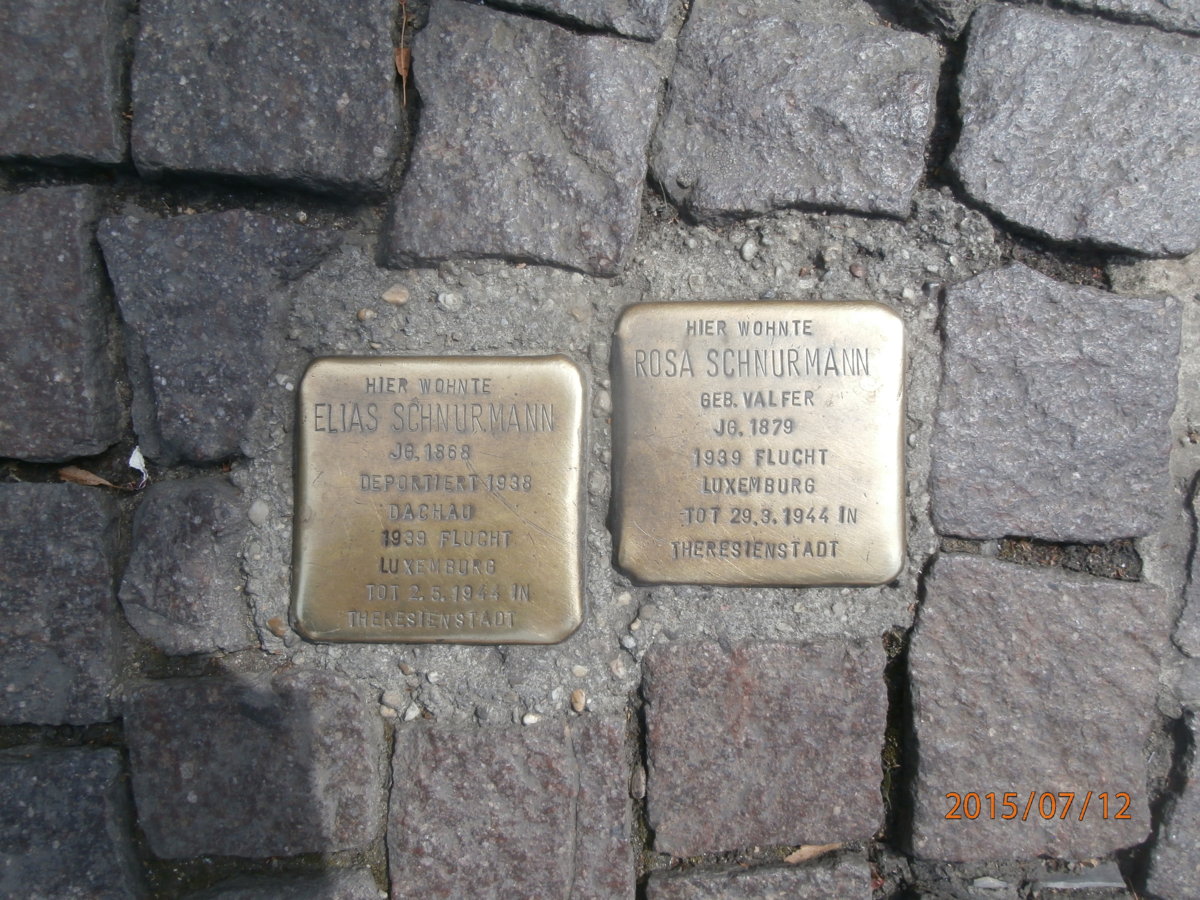 HIER WOHNTE
ELIAS SCHNURMANN
JG. 1868
DEPORTIERT 1938
DACHAU
1939 FLUCHT
LUXEMBURG
TOT 2.5.1944 IN
THERESIENSTADT
HIER WOHNTE
ROSA SCHNURMANN
GEB. VALFER
JG. 1879
1939 FLUCHT
LUXEMBURG
TOT 29.3.1944 IN
THERESIENSTADT
2015/07/12